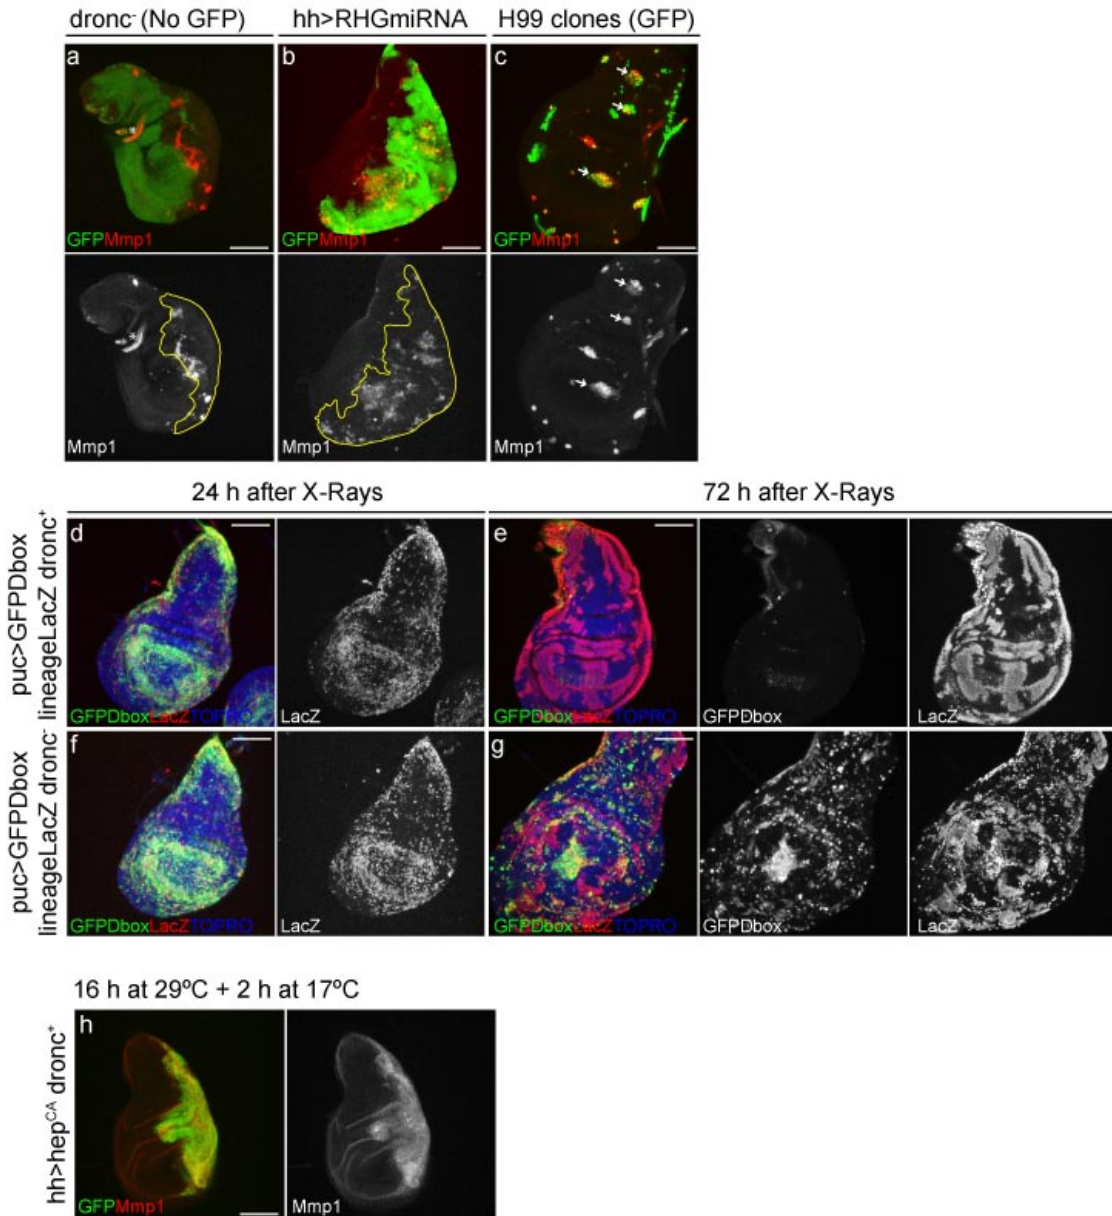 dronc⁻ (No GFP) hh>RHGmiRNA H99 clones (GFP)
a b c
* 
GFPMmp1 GFPMmp1 GFPMmp1
*
Mmp1 Mmp1 Mmp1
24 h after X-Rays 72 h after X-Rays
puc>GFPDbox
lineageLacZ dronc⁺
d e
GFPDboxLacZTOPRO LacZ GFPDboxLacZTOPRO GFPDbox LacZ
puc>GFPDbox
lineageLacZ dronc⁻
f g
GFPDboxLacZTOPRO LacZ GFPDboxLacZTOPRO GFPDbox LacZ
16 h at 29ºC + 2 h at 17ºC
hh>hepᶜᴬ dronc⁺
h
GFPMmp1 Mmp1